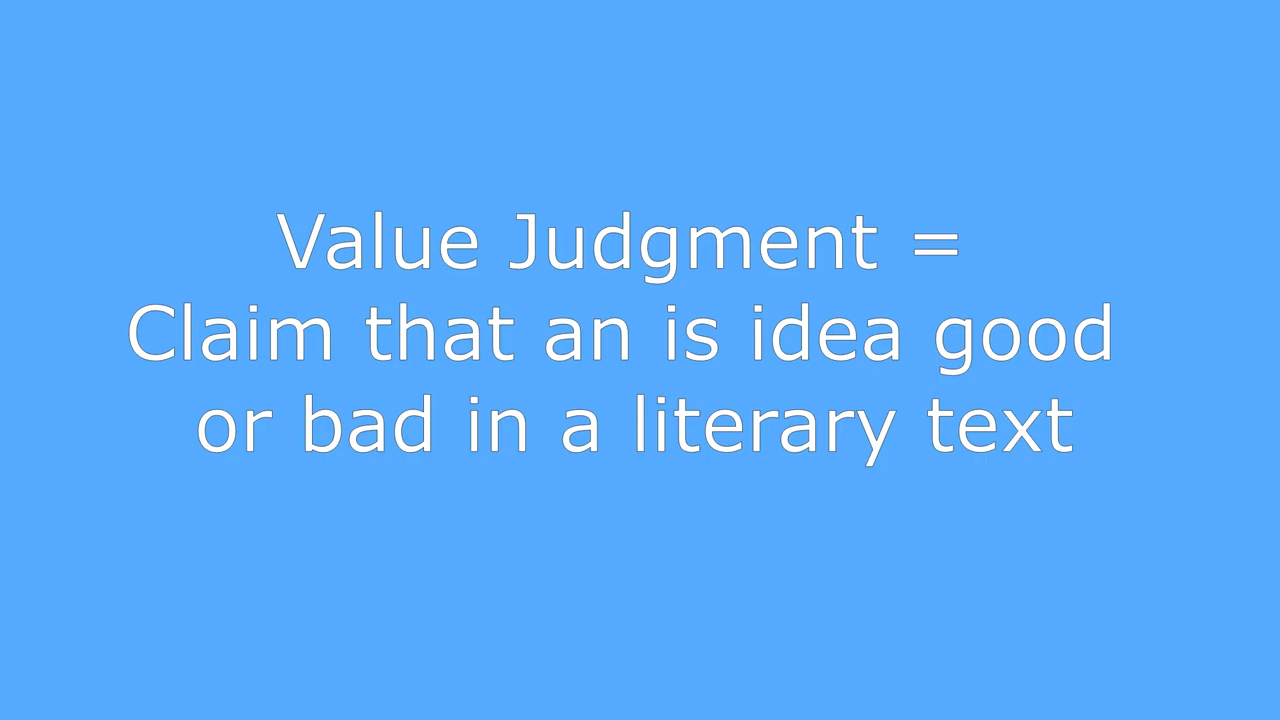 Value Judgment =
Claim that an is idea good
or bad in a literary text